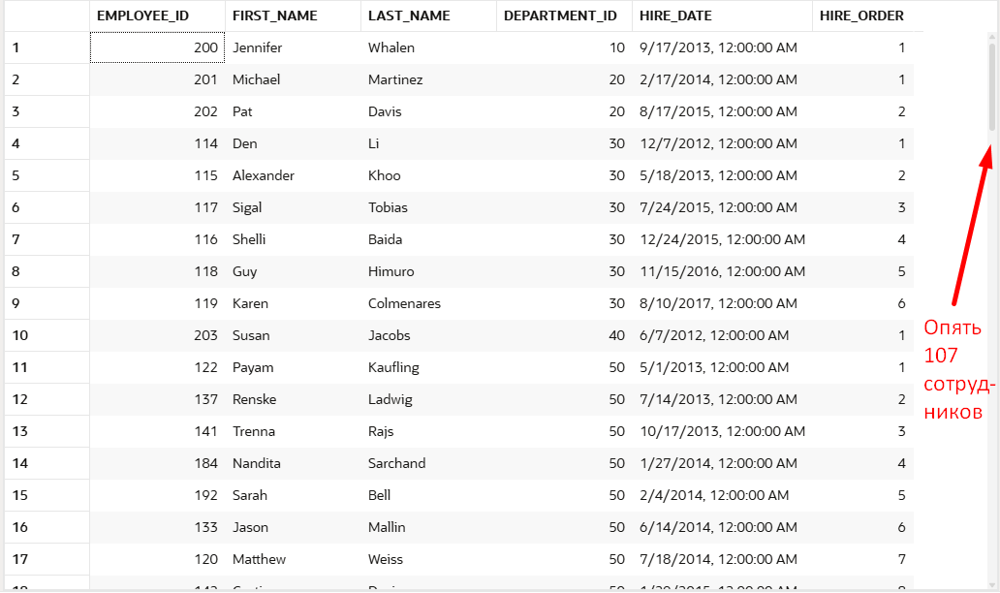 EMPLOYEE_ID FIRST_NAME LAST_NAME DEPARTMENT_ID HIRE_DATE HIRE_ORDER
1 200 Jennifer Whalen 10 9/17/2013, 12:00:00 AM 1
2 201 Michael Martinez 20 2/17/2014, 12:00:00 AM 1
3 202 Pat Davis 20 8/17/2015, 12:00:00 AM 2
4 114 Den Li 30 12/7/2012, 12:00:00 AM 1
5 115 Alexander Khoo 30 5/18/2013, 12:00:00 AM 2
6 117 Sigal Tobias 30 7/24/2015, 12:00:00 AM 3
7 116 Shelli Baida 30 12/24/2015, 12:00:00 AM 4
8 118 Guy Himuro 30 11/15/2016, 12:00:00 AM 5
9 119 Karen Colmenares 30 8/10/2017, 12:00:00 AM 6
10 203 Susan Jacobs 40 6/7/2012, 12:00:00 AM 1
11 122 Payam Kaufling 50 5/1/2013, 12:00:00 AM 1
12 137 Renske Ladwig 50 7/14/2013, 12:00:00 AM 2
13 141 Trenna Rajs 50 10/17/2013, 12:00:00 AM 3
14 184 Nandita Sarchand 50 1/27/2014, 12:00:00 AM 4
15 192 Sarah Bell 50 2/4/2014, 12:00:00 AM 5
16 133 Jason Mallin 50 6/14/2014, 12:00:00 AM 6
17 120 Matthew Weiss 50 7/18/2014, 12:00:00 AM 7
Опять
107
сотруд-
ников